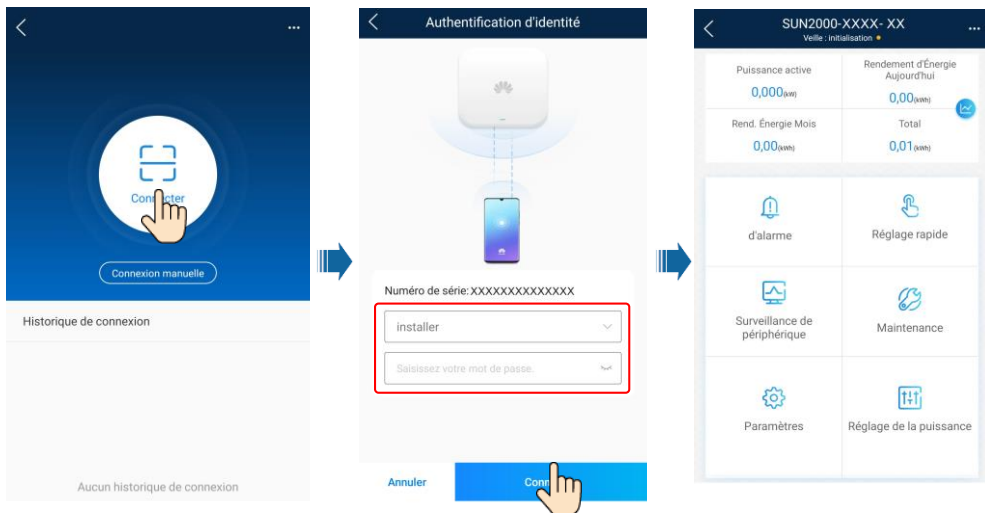 ...
Connecter
Connexion manuelle
Historique de connexion
Aucun historique de connexion
Authentification d'identité
Numéro de série: XXXXXXXXXXXXXX
installer
Saisissez votre mot de passe.
Annuler
Conn
SUN2000-XXXX- XX
...
Veille : initialisation
Puissance active
0,000(kW)
Rendement d'Énergie
Aujourd'hui
0,00(kWh)
Rend. Énergie Mois
0,00(kWh)
Total
0,01(kWh)
d'alarme
Réglage rapide
Surveillance de
périphérique
Maintenance
Paramètres
Réglage de la puissance